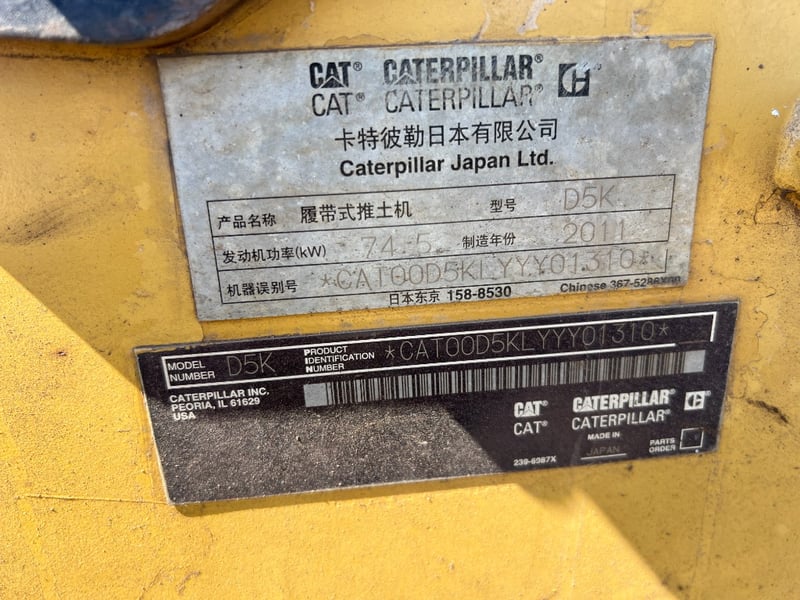 CAT® CATERPILLAR®
CAT® CATERPILLAR®
卡特彼勒日本有限公司
Caterpillar Japan Ltd.
产品名称 履带式推土机 型号 D5K
发动机功率(kW) 74.5 制造年份 2011
机器误别号 *CAT00D5KLYYY01310*
日本东京 158-8530 Chinese
MODEL NUMBER D5K PRODUCT IDENTIFICATION NUMBER *CAT00D5KLYYY01310*
CATERPILLAR INC.
PEORIA, IL 61629
USA
CAT® CATERPILLAR®
CAT® CATERPILLAR®
MADE IN
JAPAN
PARTS ORDER
239-6987X